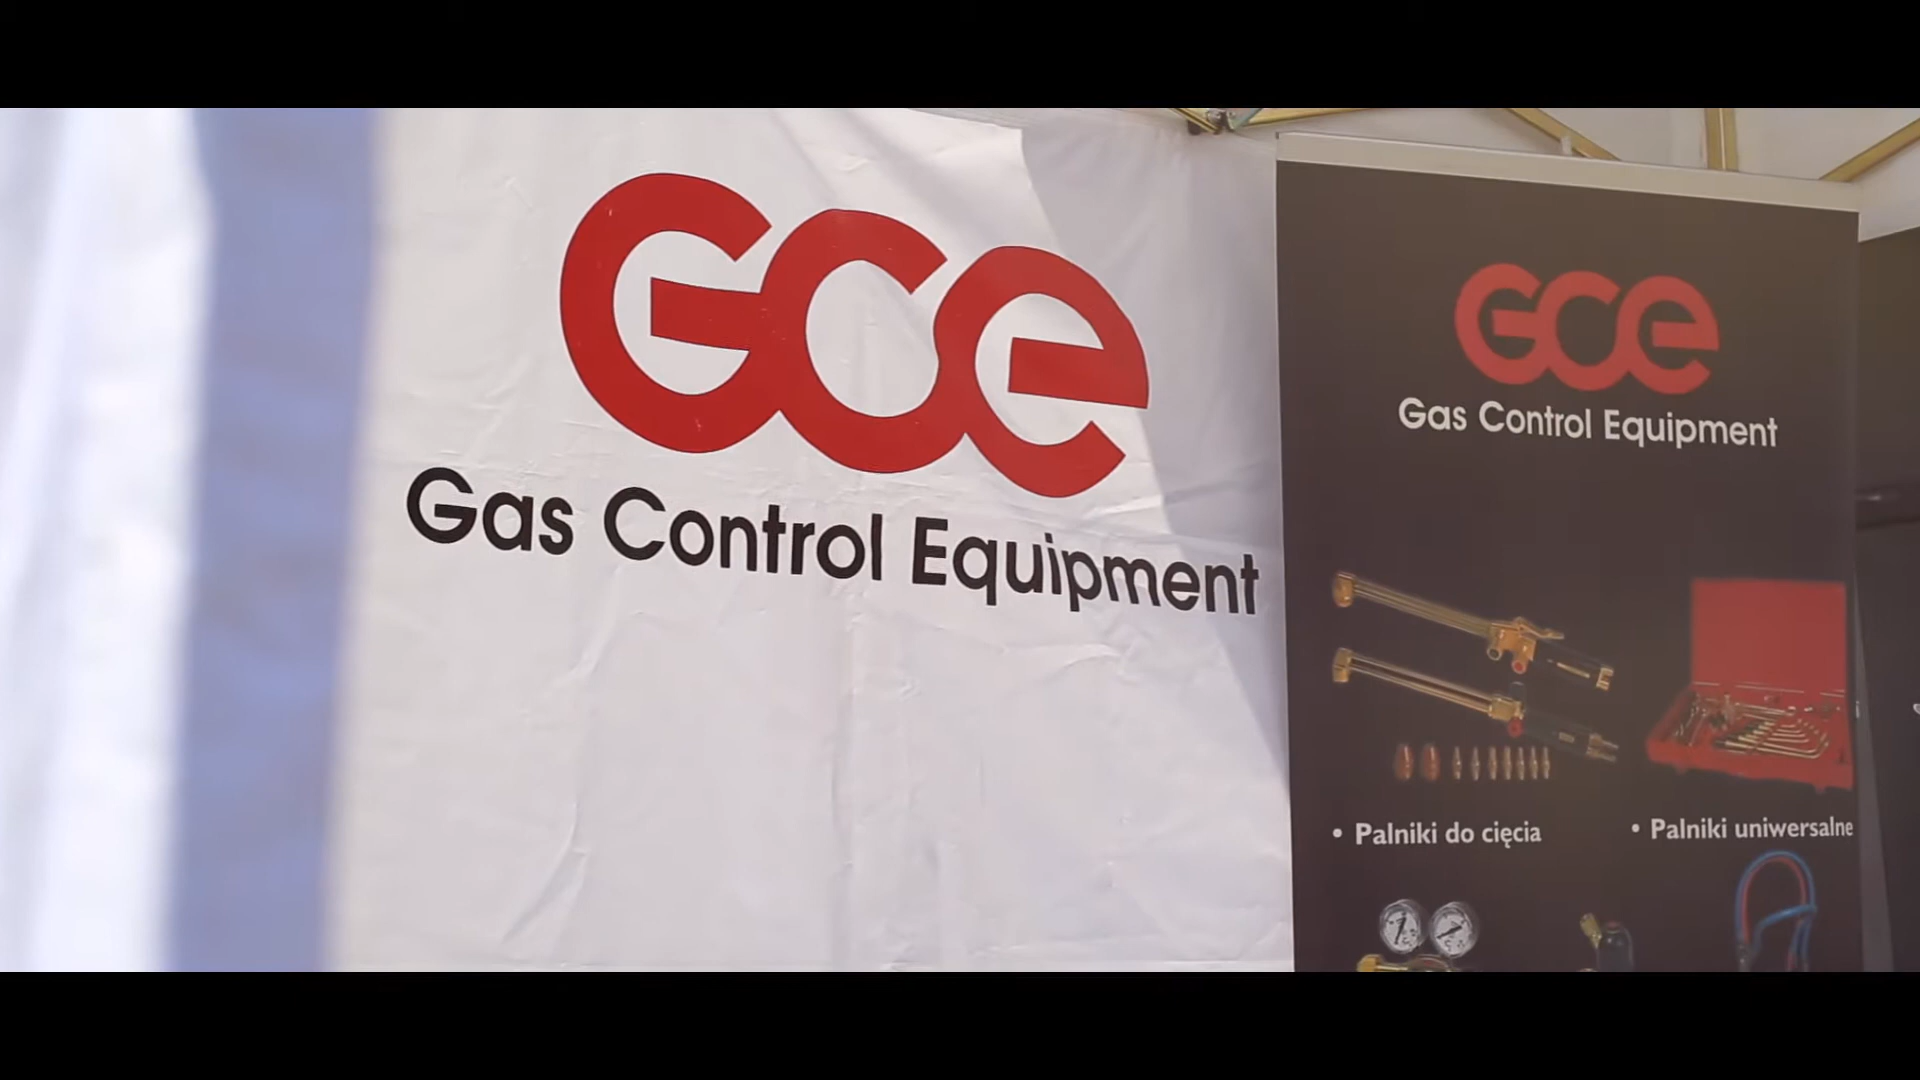 GCE
Gas Control Equipment
GCE
Gas Control Equipment
• Palniki do cięcia
• Palniki uniwersalne